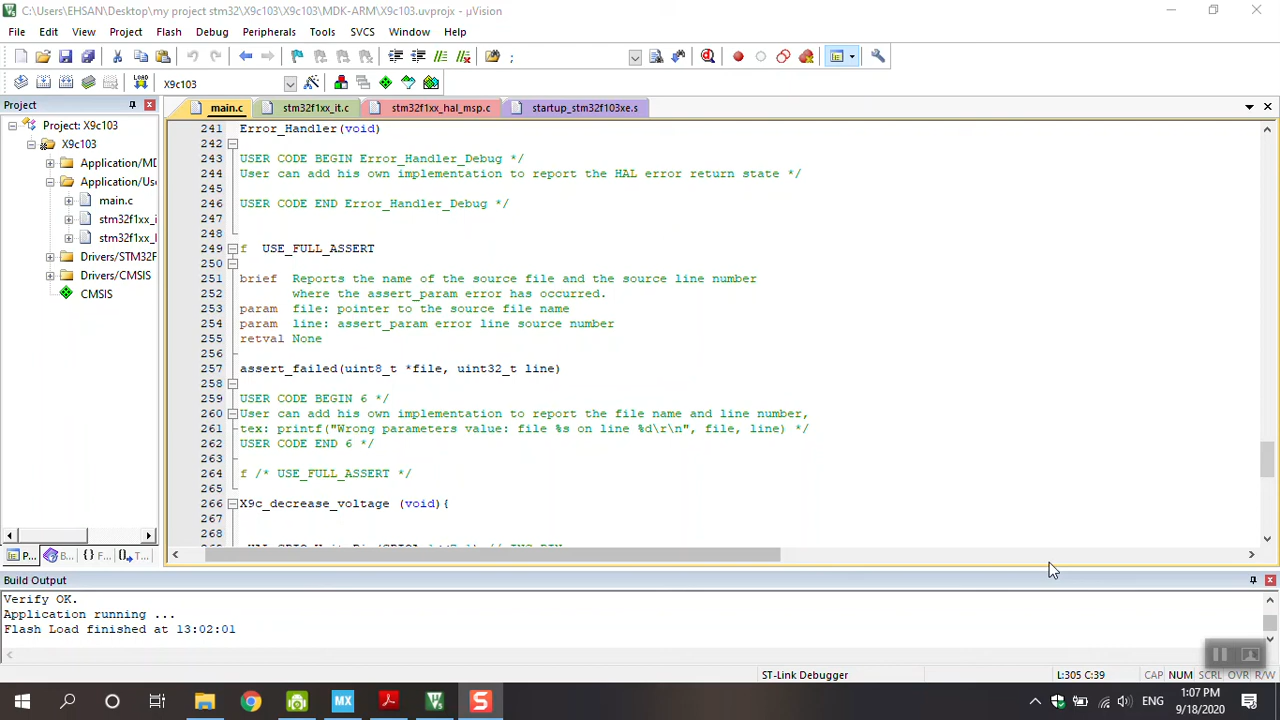 C:\Users\EHSAN\Desktop\my project stm32\X9c103\X9c103\MDK-ARM\X9c103.uvprojx - µVision
File Edit View Project Flash Debug Peripherals Tools SVCS Window Help
;
LOAD X9c103
Project
main.c stm32f1xx_it.c stm32f1xx_hal_msp.c startup_stm32f103xe.s
Project: X9c103
X9c103
Application/MD
Application/Use
main.c
stm32f1xx_i
stm32f1xx_l
Drivers/STM32F
Drivers/CMSIS
CMSIS
241 Error_Handler(void)
242
243 USER CODE BEGIN Error_Handler_Debug */
244 User can add his own implementation to report the HAL error return state */
245
246 USER CODE END Error_Handler_Debug */
247
248
249 f  USE_FULL_ASSERT
250
251 brief  Reports the name of the source file and the source line number
252        where the assert_param error has occurred.
253 param  file: pointer to the source file name
254 param  line: assert_param error line source number
255 retval None
256
257 assert_failed(uint8_t *file, uint32_t line)
258
259 USER CODE BEGIN 6 */
260 User can add his own implementation to report the file name and line number,
261 tex: printf("Wrong parameters value: file %s on line %d\r\n", file, line) */
262 USER CODE END 6 */
263
264 f /* USE_FULL_ASSERT */
265
266 X9c_decrease_voltage (void){
267
268
P... B... {} F... T...
Build Output
Verify OK.
Application running ...
Flash Load finished at 13:02:01
ST-Link Debugger L:305 C:39 CAP NUM SCRL OVR R/W
MX S ENG 1:07 PM
9/18/2020